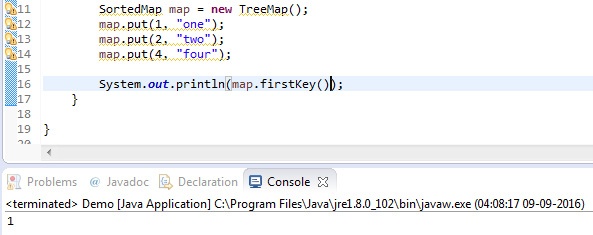 11 SortedMap map = new TreeMap();
12 map.put(1, "one");
13 map.put(2, "two");
14 map.put(4, "four");
15
16 System.out.println(map.firstKey());
17 }
18
19 }
20
Problems @ Javadoc Declaration Console
<terminated> Demo [Java Application] C:\Program Files\Java\jre1.8.0_102\bin\javaw.exe (04:08:17 09-09-2016)
1